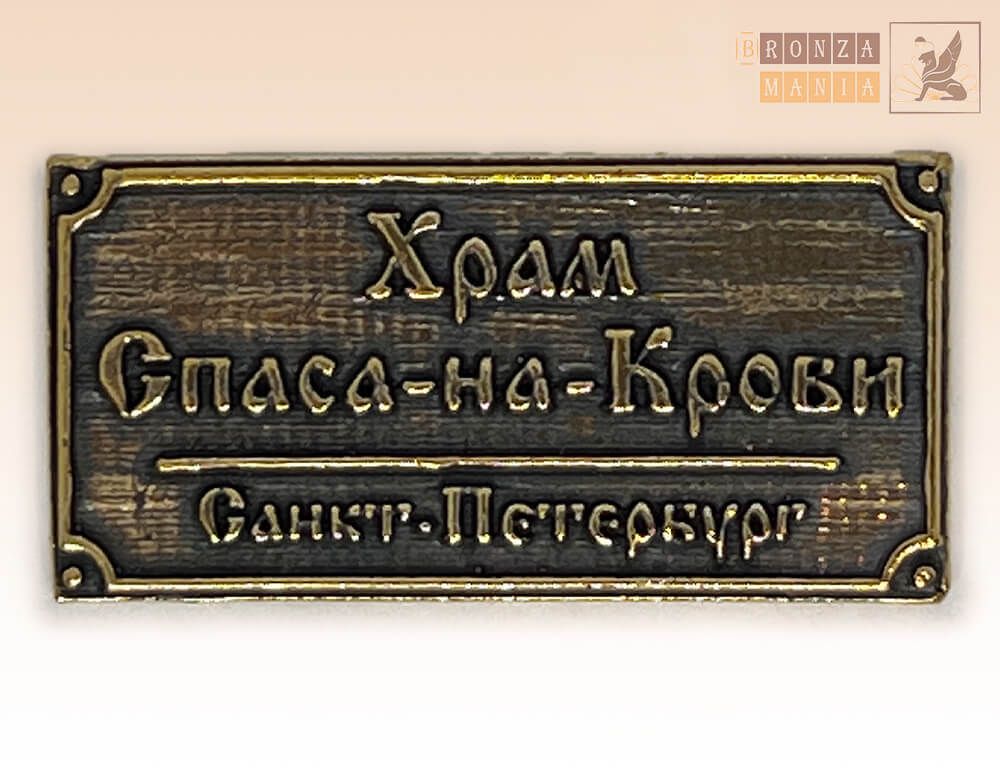 BRONZA
MANIA
Храм
Спаса-на-Крови
Санкт-Петербург